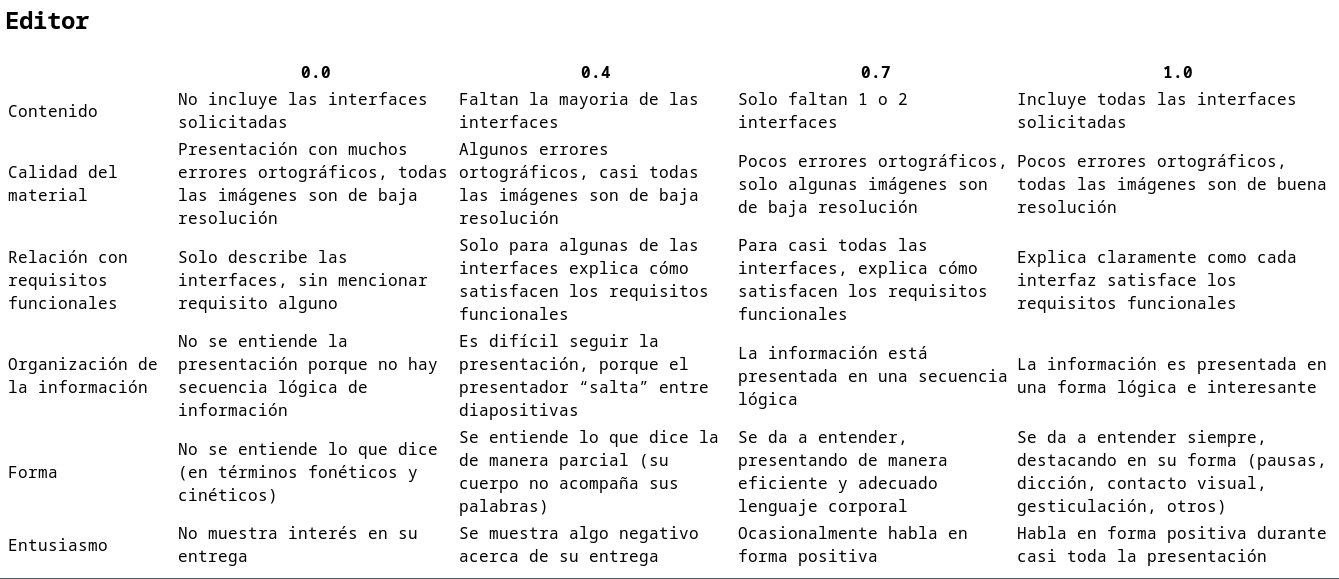 Editor
0.0 0.4 0.7 1.0
Contenido
No incluye las interfaces
solicitadas
Faltan la mayoria de las
interfaces
Solo faltan 1 o 2
interfaces
Incluye todas las interfaces
solicitadas
Calidad del
material
Presentación con muchos
errores ortográficos, todas
las imágenes son de baja
resolución
Algunos errores
ortográficos, casi todas
las imágenes son de baja
resolución
Pocos errores ortográficos,
solo algunas imágenes son
de baja resolución
Pocos errores ortográficos,
todas las imágenes son de buena
resolución
Relación con
requisitos
funcionales
Solo describe las
interfaces, sin mencionar
requisito alguno
Solo para algunas de las
interfaces explica cómo
satisfacen los requisitos
funcionales
Para casi todas las
interfaces, explica cómo
satisfacen los requisitos
funcionales
Explica claramente como cada
interfaz satisface los
requisitos funcionales
Organización de
la información
No se entiende la
presentación porque no hay
secuencia lógica de
información
Es difícil seguir la
presentación, porque el
presentador “salta” entre
diapositivas
La información está
presentada en una secuencia
lógica
La información es presentada en
una forma lógica e interesante
Forma
No se entiende lo que dice
(en términos fonéticos y
cinéticos)
Se entiende lo que dice la
de manera parcial (su
cuerpo no acompaña sus
palabras)
Se da a entender,
presentando de manera
eficiente y adecuado
lenguaje corporal
Se da a entender siempre,
destacando en su forma (pausas,
dicción, contacto visual,
gesticulación, otros)
Entusiasmo
No muestra interés en su
entrega
Se muestra algo negativo
acerca de su entrega
Ocasionalmente habla en
forma positiva
Habla en forma positiva durante
casi toda la presentación